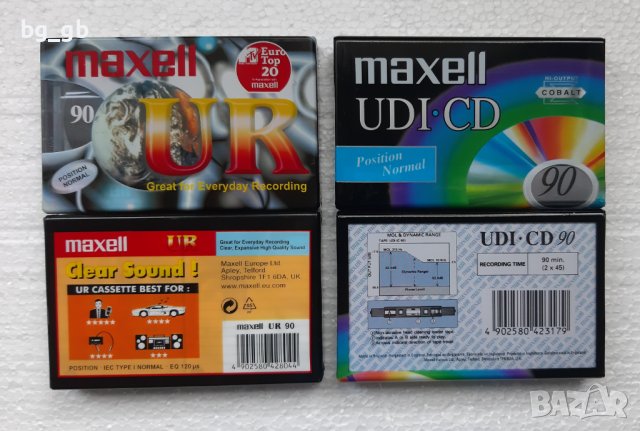 bg_gb
maxell
Euro
Top
20
maxell
90
UR
POSITION
NORMAL
Great for Everyday Recording
maxell
UDI·CD
HI-OUTPUT
COBALT
Position
Normal
90
maxell UR
Great for Everyday Recording
Clear, Expansive High Quality Sound
Clear Sound !
UR CASSETTE BEST FOR :
Maxell Europe Ltd
Apley, Telford
Shropshire TF1 6DA, UK
www.maxell.eu.com
maxell UR 90
4 902580 428044
POSITION · IEC TYPE I NORMAL · EQ 120 µs
MOL & DYNAMIC RANGE
Dynamic Range
UDI·CD 90
RECORDING TIME
90 min.
(2 x 45)
4 902580 423179
BAZAR